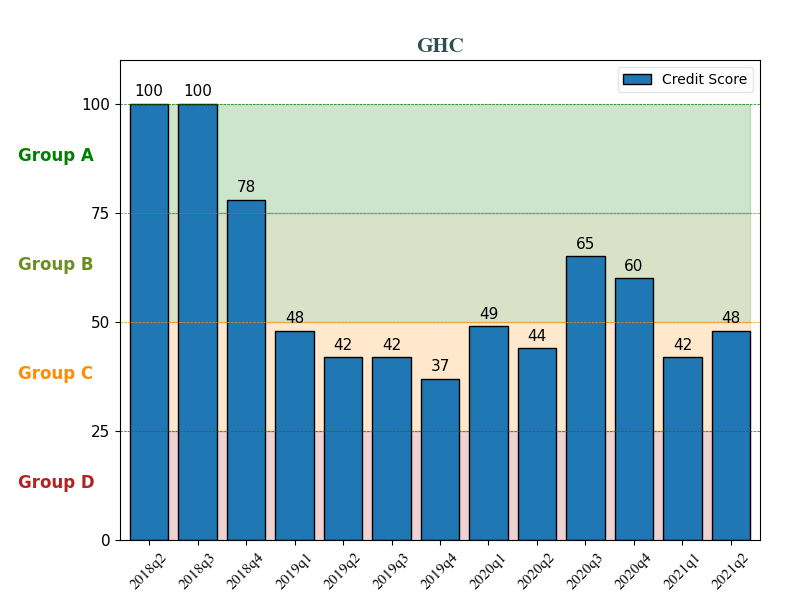 GHC
Credit Score
100
75
50
25
0
Group A
Group B
Group C
Group D
100
100
78
48
42
42
37
49
44
65
60
42
48
2018q2
2018q3
2018q4
2019q1
2019q2
2019q3
2019q4
2020q1
2020q2
2020q3
2020q4
2021q1
2021q2